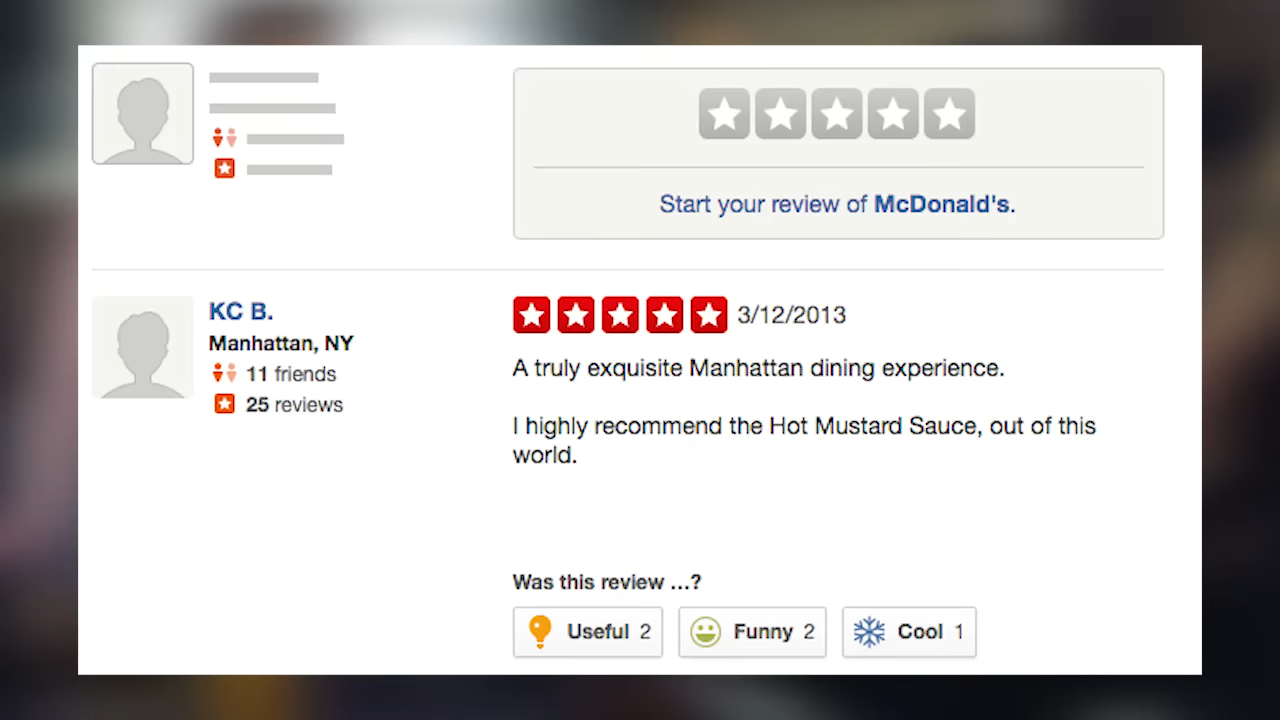 Start your review of McDonald's.
KC B.
Manhattan, NY
11 friends
25 reviews
3/12/2013
A truly exquisite Manhattan dining experience.
I highly recommend the Hot Mustard Sauce, out of this
world.
Was this review ...?
Useful 2
Funny 2
Cool 1